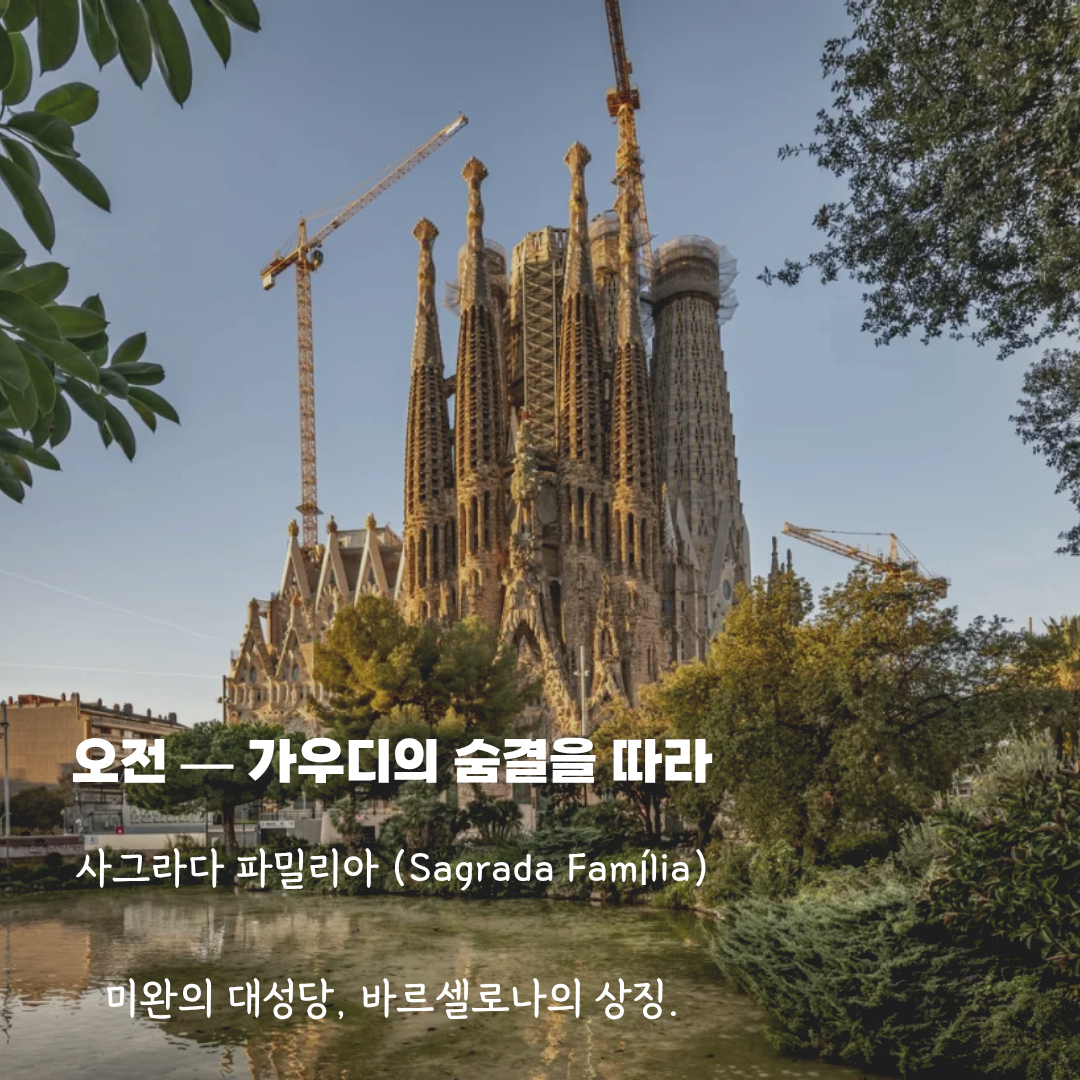 오전 — 가우디의 숨결을 따라
사그라다 파밀리아 (Sagrada Família)
미완의 대성당, 바르셀로나의 상징.